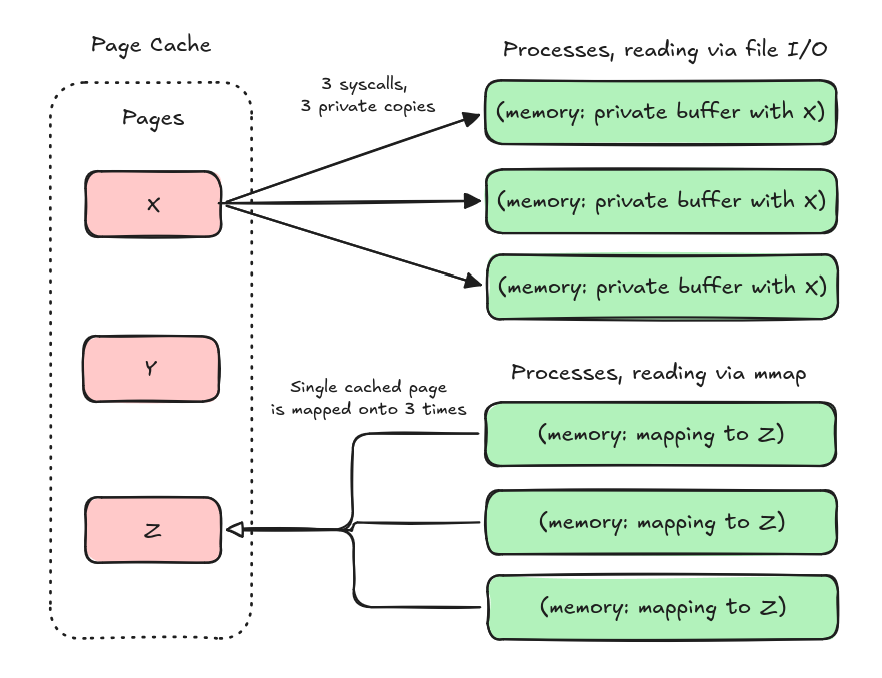 Page Cache
Pages
X
Y
Z
3 syscalls,
3 private copies
Processes, reading via file I/O
(memory: private buffer with X)
(memory: private buffer with X)
(memory: private buffer with X)
Single cached page
is mapped onto 3 times
Processes, reading via mmap
(memory: mapping to Z)
(memory: mapping to Z)
(memory: mapping to Z)